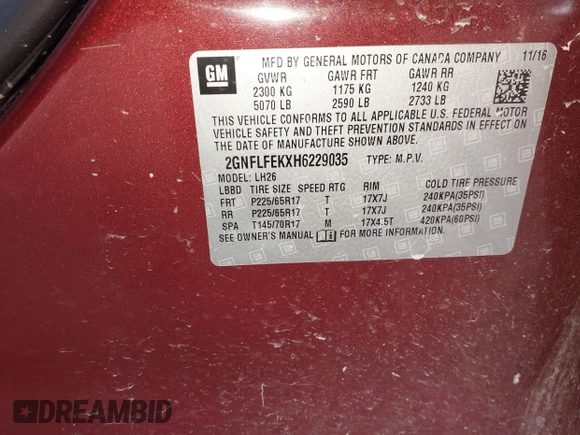 GM
MFD BY GENERAL MOTORS OF CANADA COMPANY 11/16
GVWR GAWR FRT GAWR RR
2300 KG 1175 KG 1240 KG
5070 LB 2590 LB 2733 LB
THIS VEHICLE CONFORMS TO ALL APPLICABLE U.S. FEDERAL MOTOR
VEHICLE SAFETY AND THEFT PREVENTION STANDARDS IN EFFECT ON
THE DATE OF MANUFACTURE SHOWN ABOVE.
2GNFLFEKXH6229035 TYPE: M.P.V.
MODEL: LH26
LBBD TIRE SIZE SPEED RTG RIM COLD TIRE PRESSURE
FRT P225/65R17 T 17X7J 240KPA(35PSI)
RR P225/65R17 T 17X7J 240KPA(35PSI)
SPA T145/70R17 M 17X4.5T 420KPA(60PSI)
SEE OWNER'S MANUAL FOR MORE INFORMATION.
DREAMBID